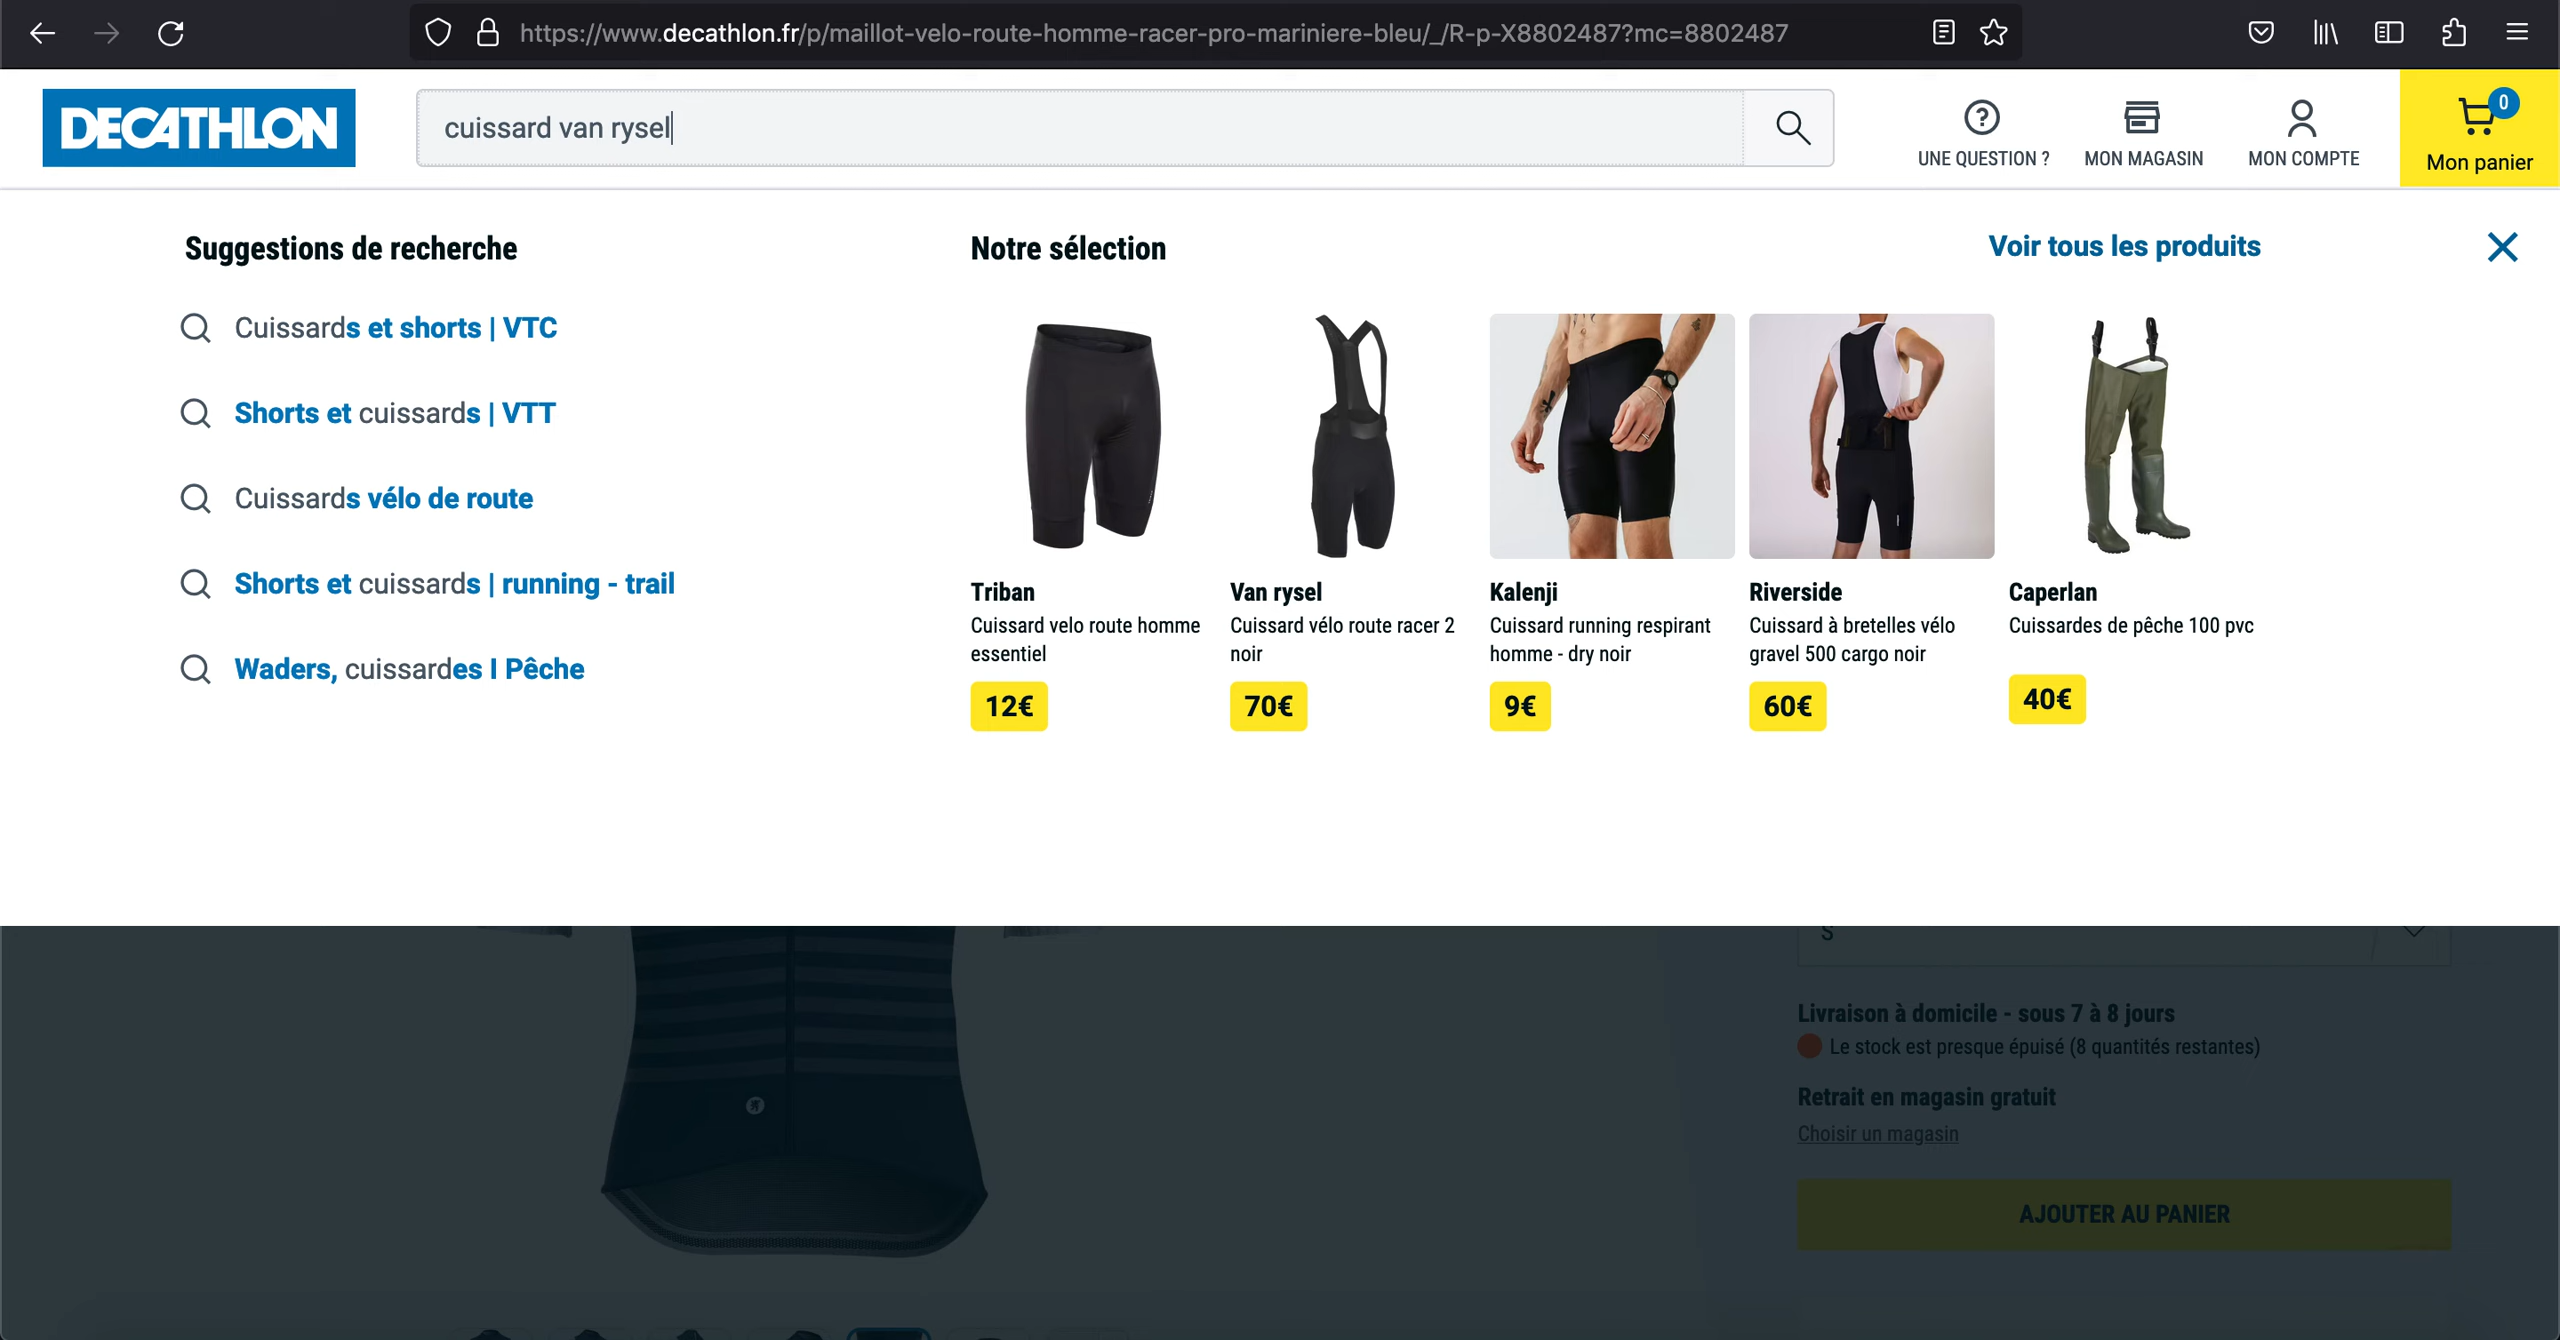 https://www.decathlon.fr/p/maillot-velo-route-homme-racer-pro-mariniere-bleu/_/R-p-X8802487?mc=8802487
DECATHLON
cuissard van rysel
UNE QUESTION ?
MON MAGASIN
MON COMPTE
0
Mon panier
Suggestions de recherche
Cuissards et shorts | VTC
Shorts et cuissards | VTT
Cuissards vélo de route
Shorts et cuissards | running - trail
Waders, cuissardes I Pêche
Notre sélection
Voir tous les produits
Triban
Cuissard velo route homme
essentiel
12€
Van rysel
Cuissard vélo route racer 2
noir
70€
Kalenji
Cuissard running respirant
homme - dry noir
9€
Riverside
Cuissard à bretelles vélo
gravel 500 cargo noir
60€
Caperlan
Cuissardes de pêche 100 pvc
40€
S
Livraison à domicile - sous 7 à 8 jours
Le stock est presque épuisé (8 quantités restantes)
Retrait en magasin gratuit
Choisir un magasin
AJOUTER AU PANIER